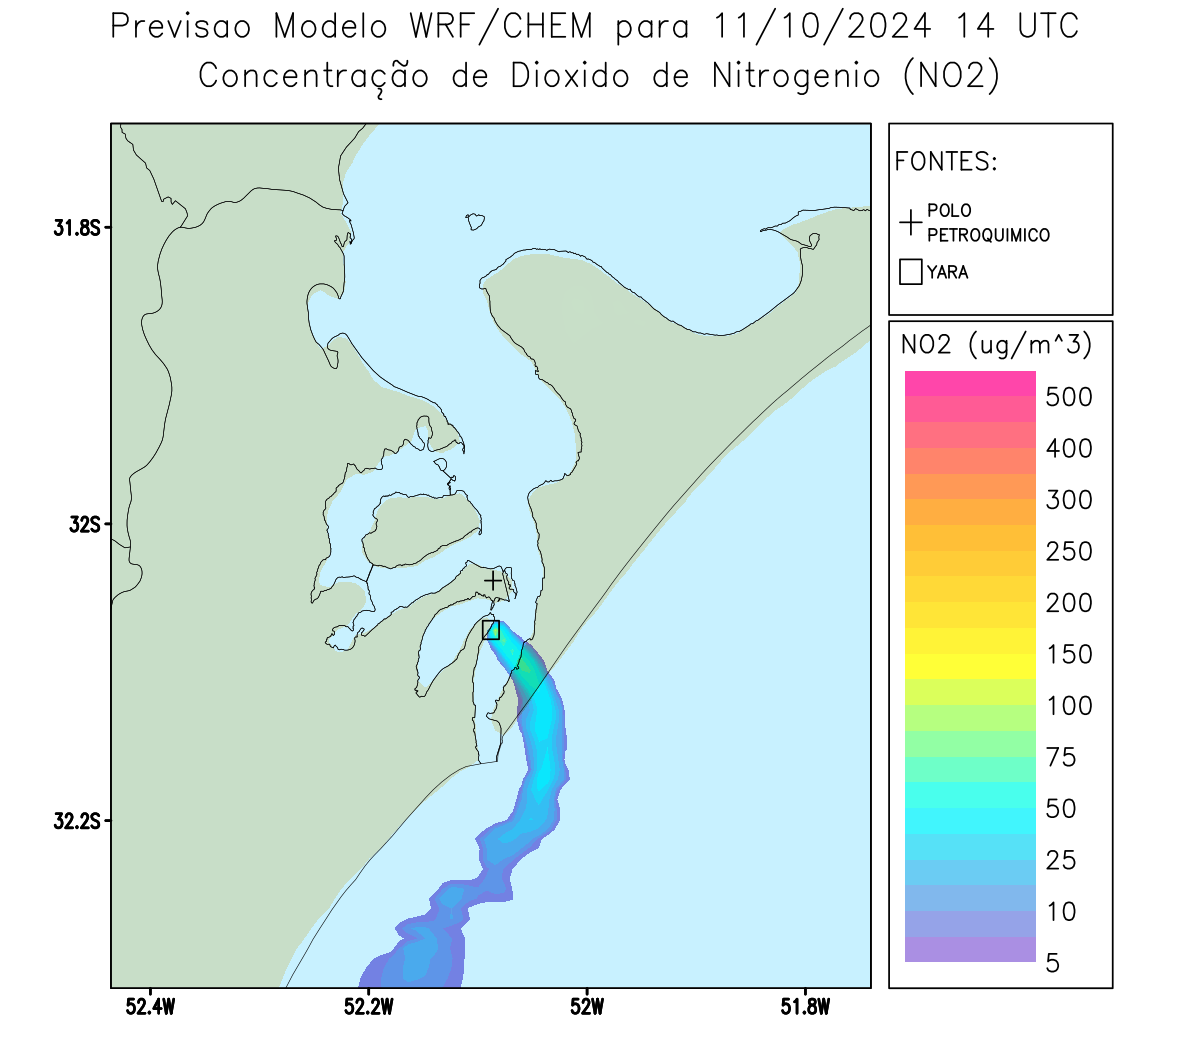 Previsao Modelo WRF/CHEM para 11/10/2024 14 UTC
Concentração de Dioxido de Nitrogenio (NO2)
FONTES:
POLO
PETROQUIMICO
YARA
NO2 (ug/m^3)
500
400
300
250
200
150
100
75
50
25
10
5
31.8S
32S
32.2S
52.4W
52.2W
52W
51.8W